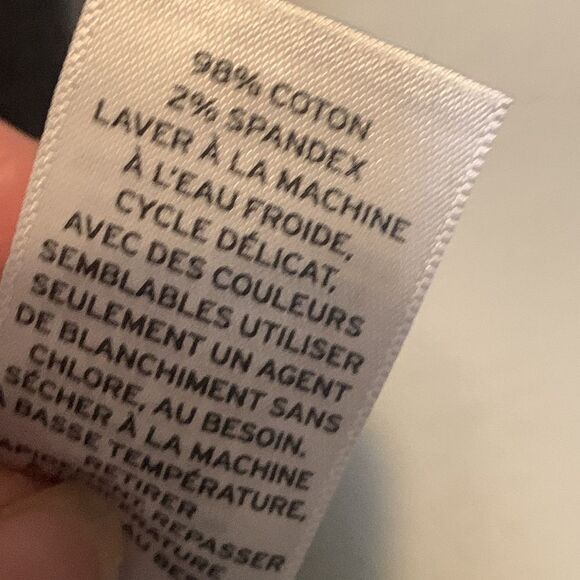 98% COTON
2% SPANDEX
LAVER À LA MACHINE
À L'EAU FROIDE,
CYCLE DÉLICAT,
AVEC DES COULEURS
SEMBLABLES UTILISER
SEULEMENT UN AGENT
DE BLANCHIMENT SANS
CHLORE, AU BESOIN.
SÉCHER À LA MACHINE
À BASSE TEMPÉRATURE,
RETIRER
REPASSER